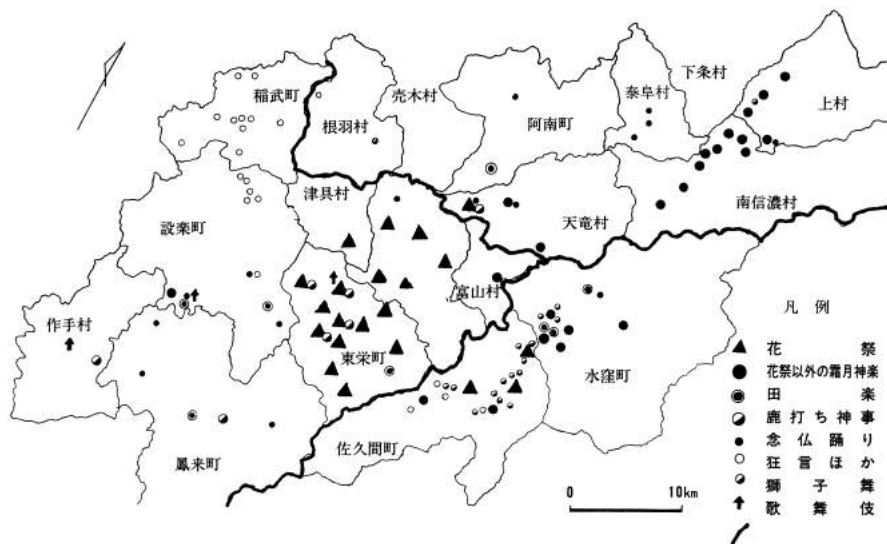 稲武町
根羽村
売木村
阿南町
泰阜村
下条村
上村
津具村
設楽町
天竜村
南信濃村
富山村
作手村
東栄町
水窪町
佐久間町
鳳来町
凡例
花祭
花祭以外の霜月神楽
田楽
鹿打ち神事
念仏踊り
狂言ほか
獅子舞
歌舞伎
0 10km